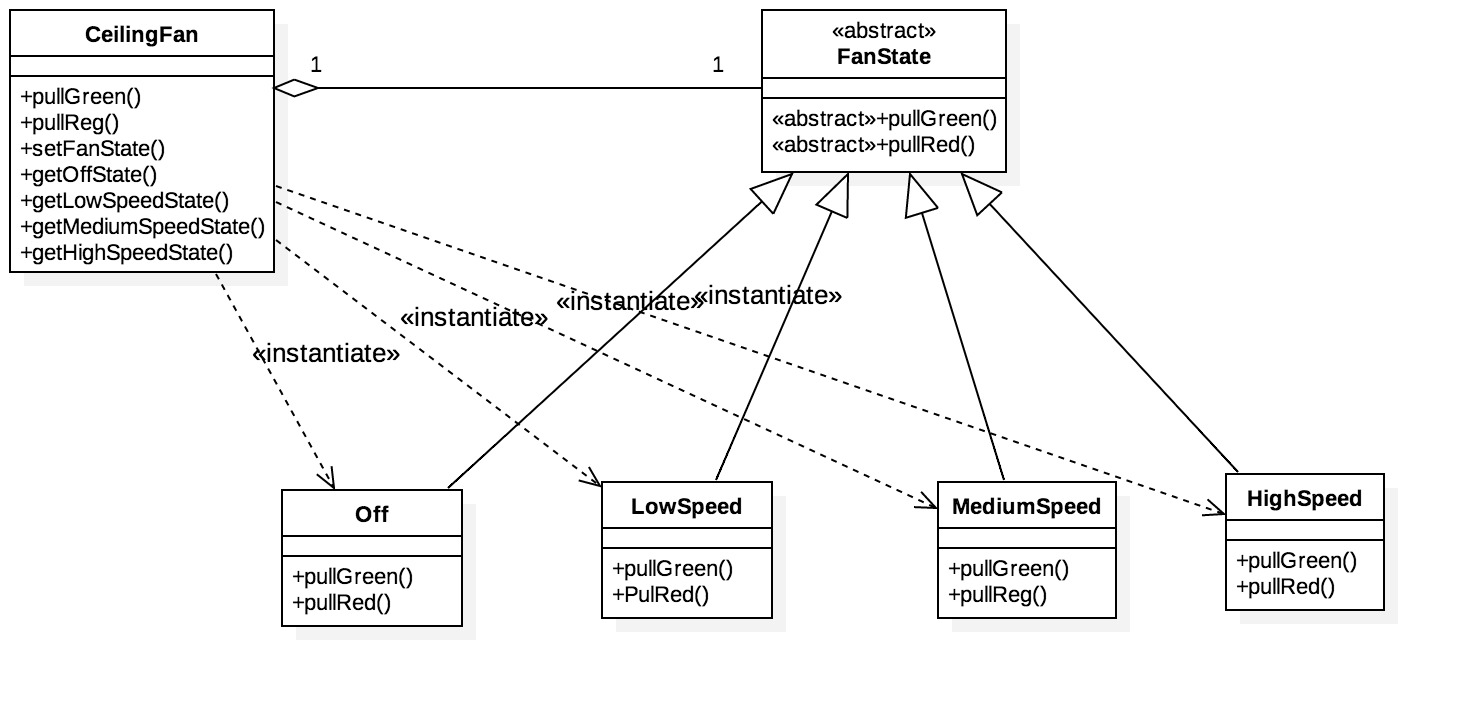 CeilingFan
+pullGreen()
+pullReg()
+setFanState()
+getOffState()
+getLowSpeedState()
+getMediumSpeedState()
+getHighSpeedState()
1
1
«abstract»
FanState
«abstract»+pullGreen()
«abstract»+pullRed()
«instantiate»
«instantiate»
«instantiate»
«instantiate»
Off
+pullGreen()
+pullRed()
LowSpeed
+pullGreen()
+PulRed()
MediumSpeed
+pullGreen()
+pullReg()
HighSpeed
+pullGreen()
+pullRed()